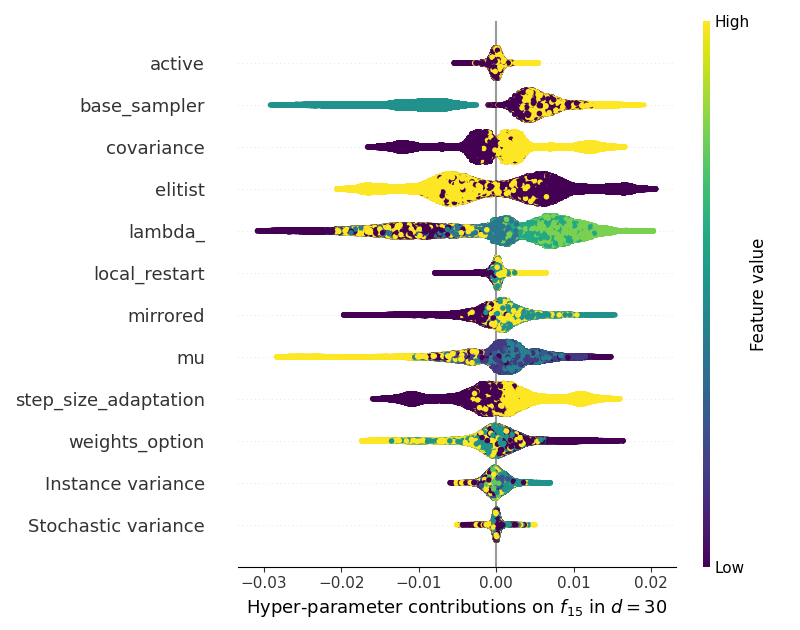 High
active
base_sampler
covariance
elitist
lambda_
local_restart
mirrored
mu
step_size_adaptation
weights_option
Instance variance
Stochastic variance
Feature value
Low
−0.03 −0.02 −0.01 0.00 0.01 0.02
Hyper-parameter contributions on f₁₅ in d = 30